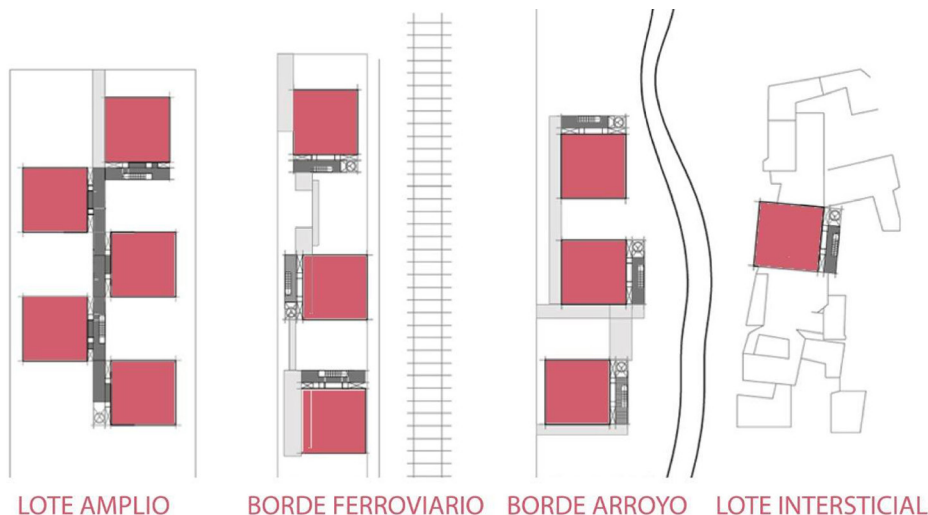 LOTE AMPLIO
BORDE FERROVIARIO
BORDE ARROYO
LOTE INTERSTICIAL